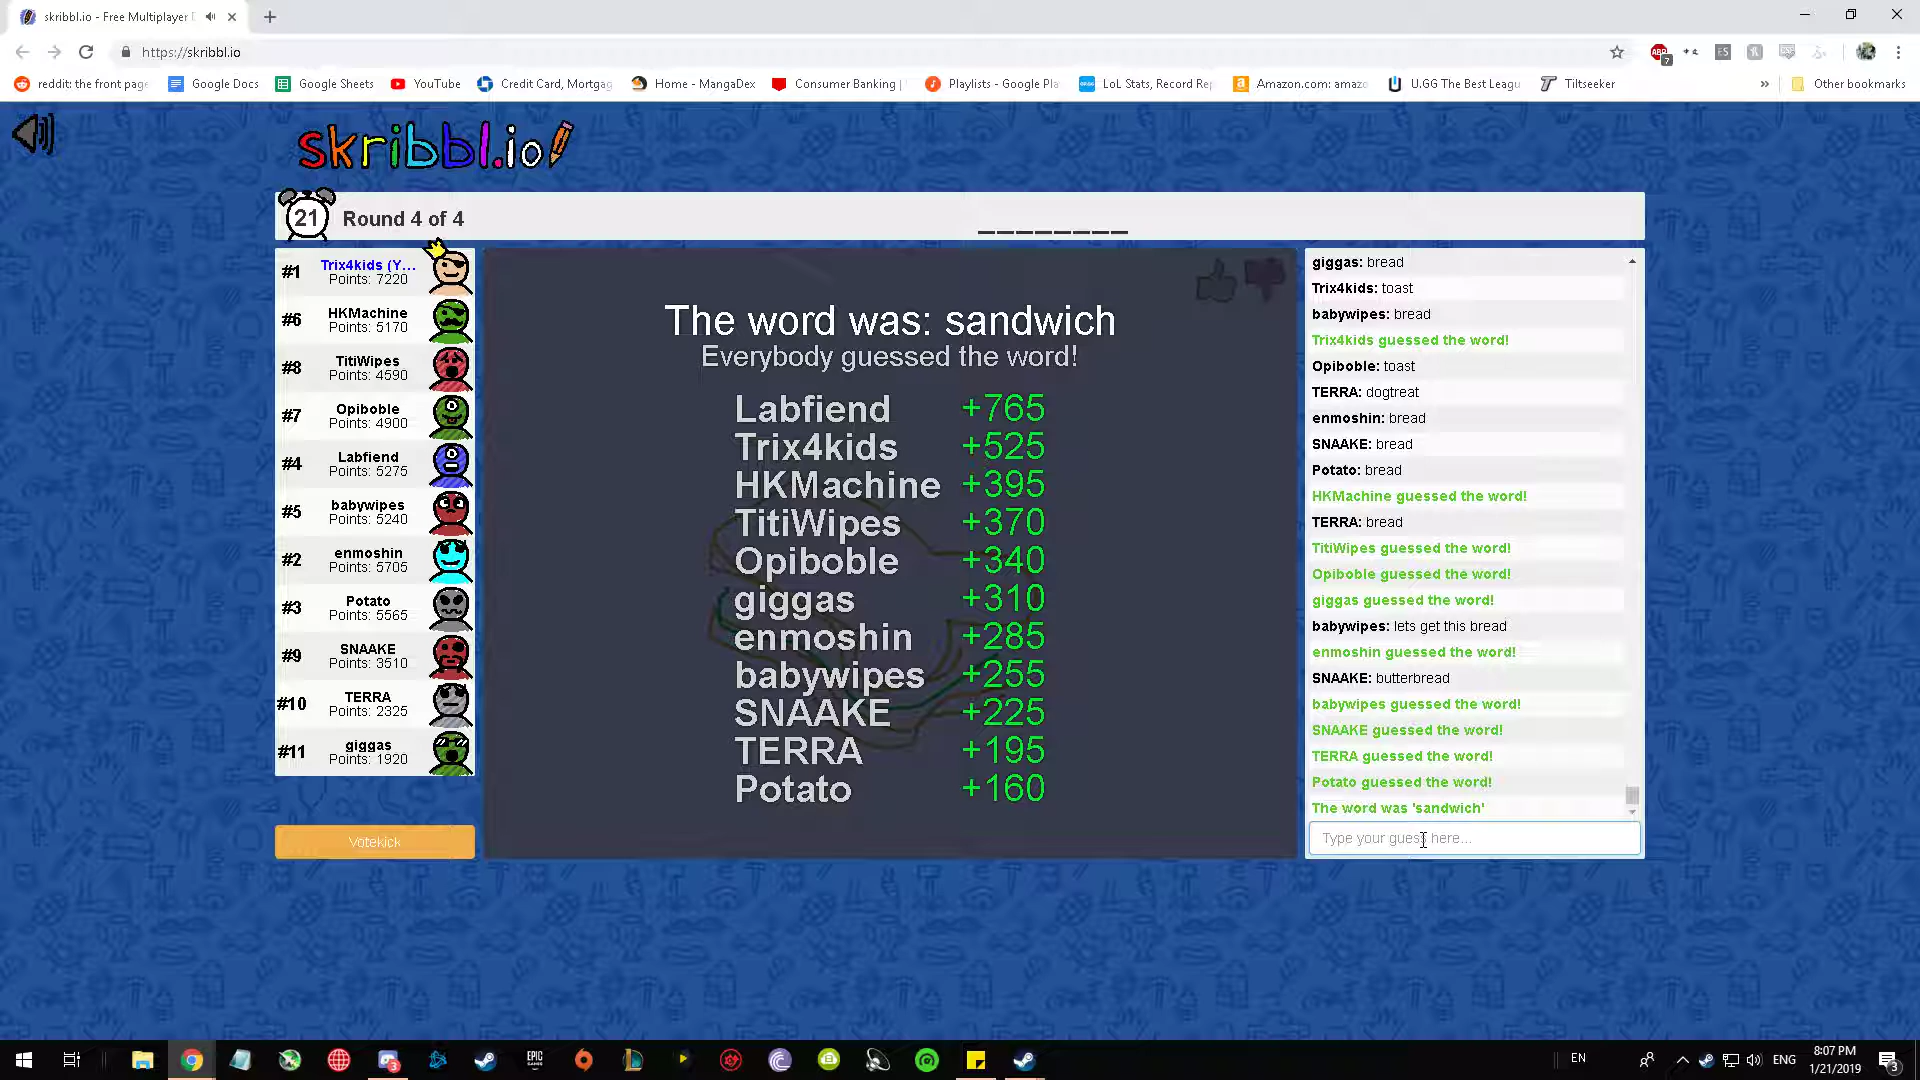 skribbl.io - Free Multiplayer D
https://skribbl.io
ABP
7
ES
reddit: the front page
Google Docs
Google Sheets
YouTube
Credit Card, Mortgag
Home - MangaDex
Consumer Banking |
Playlists - Google Pla
LoL Stats, Record Rep
Amazon.com: amazo
U.GG The Best Leagu
Tiltseeker
»
Other bookmarks
skribbl.io
21
Round 4 of 4
________
#1
Trix4kids (Y...
Points: 7220
#6
HKMachine
Points: 5170
#8
TitiWipes
Points: 4590
#7
Opiboble
Points: 4900
#4
Labfiend
Points: 5275
#5
babywipes
Points: 5240
#2
enmoshin
Points: 5705
#3
Potato
Points: 5565
#9
SNAAKE
Points: 3510
#10
TERRA
Points: 2325
#11
giggas
Points: 1920
Votekick
The word was: sandwich
Everybody guessed the word!
Labfiend +765
Trix4kids +525
HKMachine +395
TitiWipes +370
Opiboble +340
giggas +310
enmoshin +285
babywipes +255
SNAAKE +225
TERRA +195
Potato +160
giggas: bread
Trix4kids: toast
babywipes: bread
Trix4kids guessed the word!
Opiboble: toast
TERRA: dogtreat
enmoshin: bread
SNAAKE: bread
Potato: bread
HKMachine guessed the word!
TERRA: bread
TitiWipes guessed the word!
Opiboble guessed the word!
giggas guessed the word!
babywipes: lets get this bread
enmoshin guessed the word!
SNAAKE: butterbread
babywipes guessed the word!
SNAAKE guessed the word!
TERRA guessed the word!
Potato guessed the word!
The word was 'sandwich'
Type your guess here...
EPIC
GAMES
3
EN
ENG
8:07 PM
1/21/2019
3